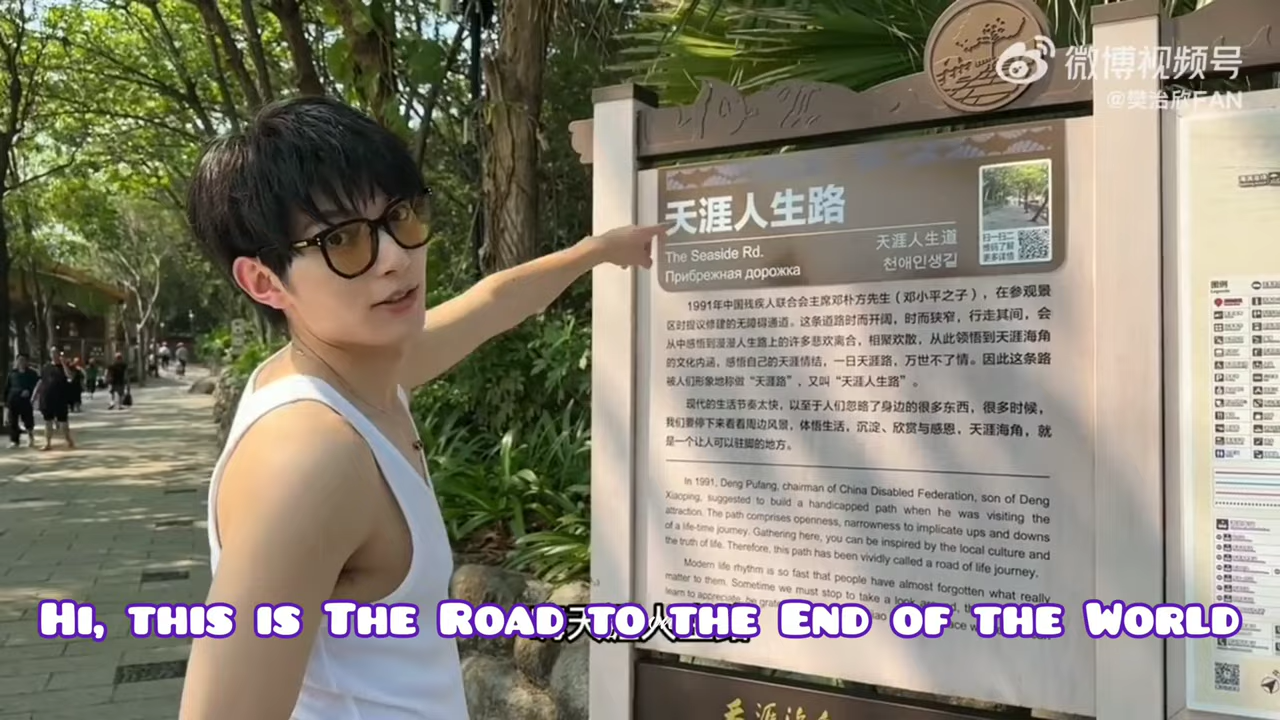 微博视频号
@樊治欣FAN
天涯人生路
The Seaside Rd.
Прибрежная дорожка
天涯人生道
천애인생길
扫一扫二
维码了解
更多详情
1991年中国残疾人联合会主席邓朴方先生（邓小平之子），在参观景
区时提议修建的无障碍通道。这条道路时而开阔，时而狭窄，行走其间，会
从中感悟到漫漫人生路上的许多悲欢离合，相聚欢散，从此领悟到天涯海角
的文化内涵，感悟自己的天涯情结，一日天涯路，万世不了情。因此这条路
被人们形象地称做“天涯路”，又叫“天涯人生路”。
现代的生活节奏太快，以至于人们忽略了身边的很多东西，很多时候，
我们要停下来看看周边风景，体悟生活，沉淀、欣赏与感恩，天涯海角，就
是一个让人可以驻脚的地方。
In 1991, Deng Pufang, chairman of China Disabled Federation, son of Deng
Xiaoping, suggested to build a handicapped path when he was visiting the
attraction. The path comprises openness, narrowness to implicate ups and downs
of a life-time journey. Gathering here, you can be inspired by the local culture and
the truth of life. Therefore, this path has been vividly called a road of life journey.
Modern life rhythm is so fast that people have almost forgotten what really
matter to them. Sometime we must stop to take a look
learn to appreciate, be
Hi, this is The Road to the End of the World
图例